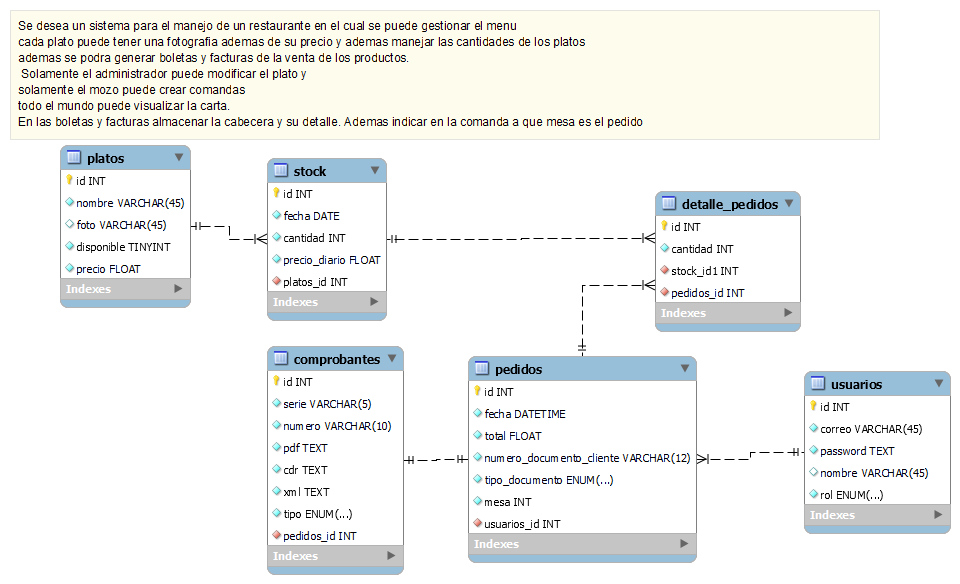 Se desea un sistema para el manejo de un restaurante en el cual se puede gestionar el menu
cada plato puede tener una fotografia ademas de su precio y ademas manejar las cantidades de los platos
ademas se podra generar boletas y facturas de la venta de los productos.
Solamente el administrador puede modificar el plato y
solamente el mozo puede crear comandas
todo el mundo puede visualizar la carta.
En las boletas y facturas almacenar la cabecera y su detalle. Ademas indicar en la comanda a que mesa es el pedido
platos
id INT
nombre VARCHAR(45)
foto VARCHAR(45)
disponible TINYINT
precio FLOAT
Indexes
stock
id INT
fecha DATE
cantidad INT
precio_diario FLOAT
platos_id INT
Indexes
detalle_pedidos
id INT
cantidad INT
stock_id1 INT
pedidos_id INT
Indexes
comprobantes
id INT
serie VARCHAR(5)
numero VARCHAR(10)
pdf TEXT
cdr TEXT
xml TEXT
tipo ENUM(...)
pedidos_id INT
Indexes
pedidos
id INT
fecha DATETIME
total FLOAT
numero_documento_cliente VARCHAR(12)
tipo_documento ENUM(...)
mesa INT
usuarios_id INT
Indexes
usuarios
id INT
correo VARCHAR(45)
password TEXT
nombre VARCHAR(45)
rol ENUM(...)
Indexes